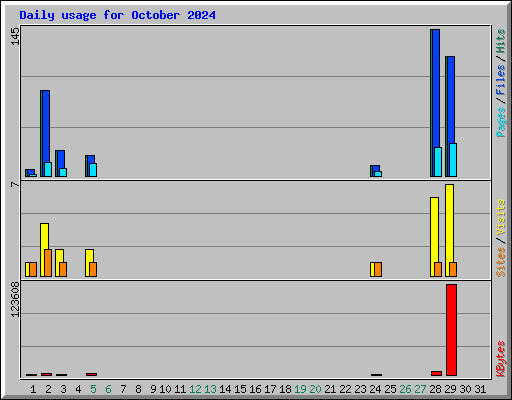 Daily usage for October 2024
145
Pages / Files / Hits
7
Sites / Visits
123608
KBytes
1 2 3 4 5 6 7 8 9 10 11 12 13 14 15 16 17 18 19 20 21 22 23 24 25 26 27 28 29 30 31